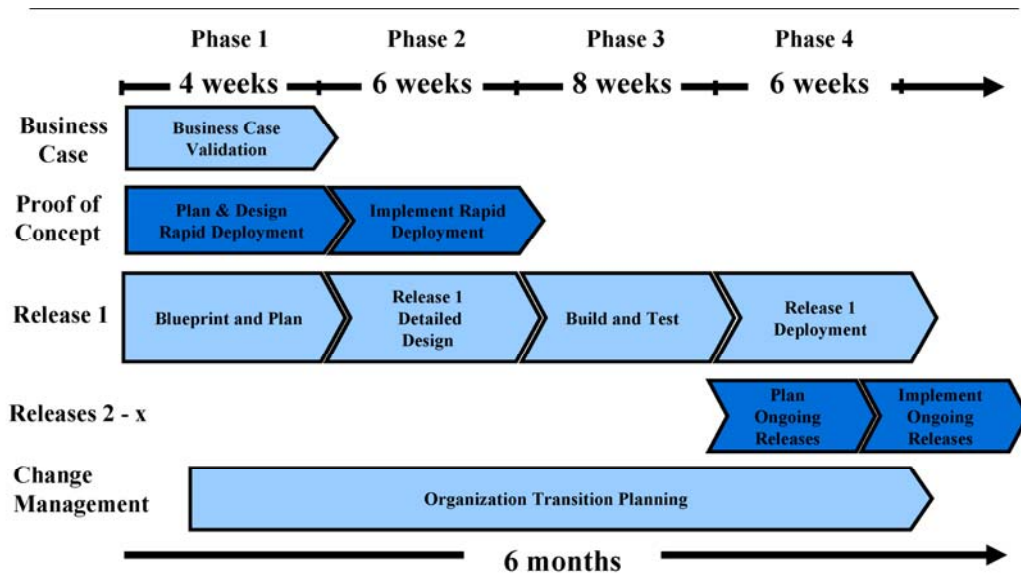 Phase 1 Phase 2 Phase 3 Phase 4
4 weeks 6 weeks 8 weeks 6 weeks
Business
Case
Business Case
Validation
Proof of
Concept
Plan & Design
Rapid Deployment
Implement Rapid
Deployment
Release 1
Blueprint and Plan
Release 1
Detailed
Design
Build and Test
Release 1
Deployment
Releases 2 - x
Plan
Ongoing
Releases
Implement
Ongoing
Releases
Change
Management
Organization Transition Planning
6 months